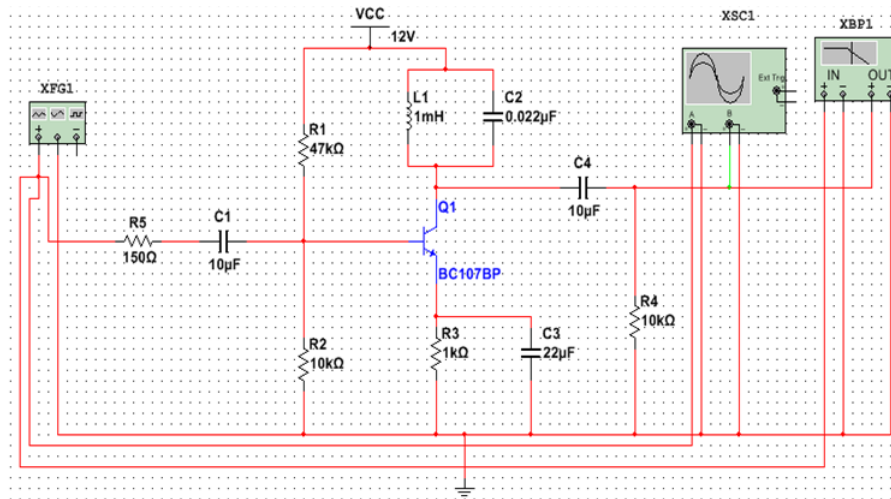 VCC
12V
XSC1
XBP1
XFG1
Ext Trig
IN
OUT
A
B
L1
1mH
C2
0.022µF
R1
47kΩ
C4
10µF
Q1
R5
150Ω
C1
10µF
BC107BP
R2
10kΩ
R3
1kΩ
C3
22µF
R4
10kΩ